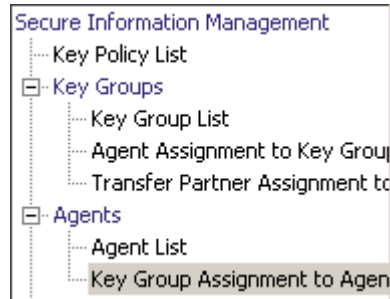 Secure Information Management
Key Policy List
Key Groups
Key Group List
Agent Assignment to Key Grou
Transfer Partner Assignment to
Agents
Agent List
Key Group Assignment to Agen